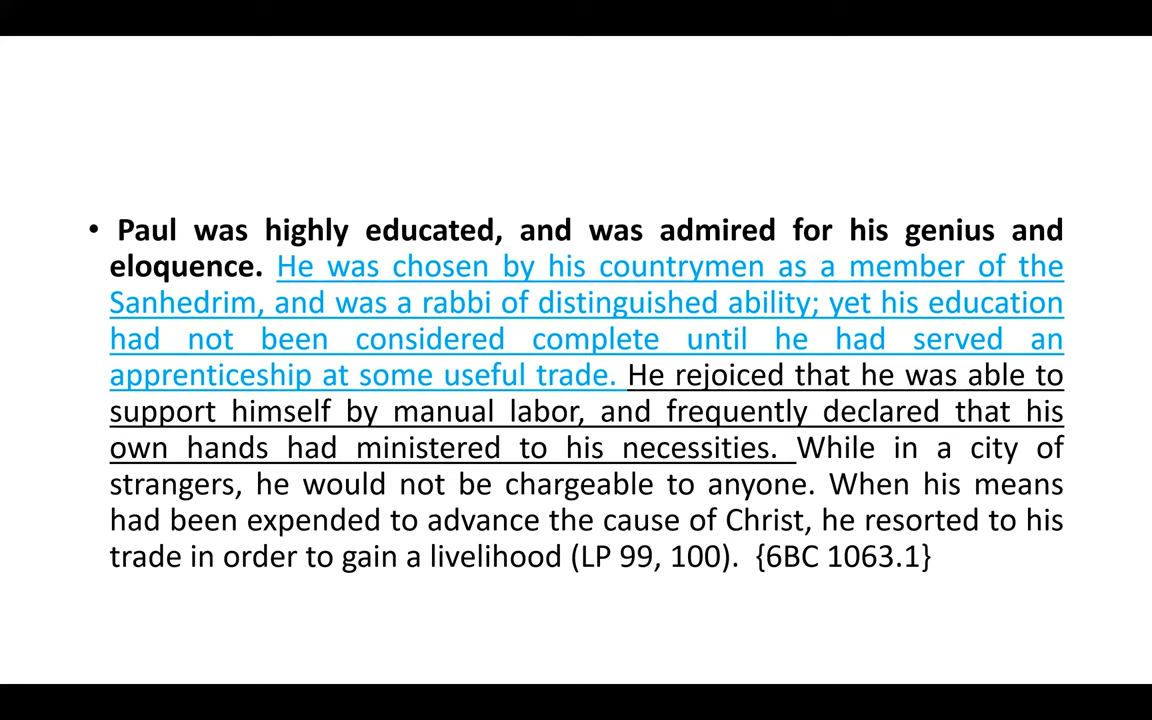 • Paul was highly educated, and was admired for his genius and
eloquence. He was chosen by his countrymen as a member of the
Sanhedrim, and was a rabbi of distinguished ability; yet his education
had not been considered complete until he had served an
apprenticeship at some useful trade. He rejoiced that he was able to
support himself by manual labor, and frequently declared that his
own hands had ministered to his necessities. While in a city of
strangers, he would not be chargeable to anyone. When his means
had been expended to advance the cause of Christ, he resorted to his
trade in order to gain a livelihood (LP 99, 100). {6BC 1063.1}